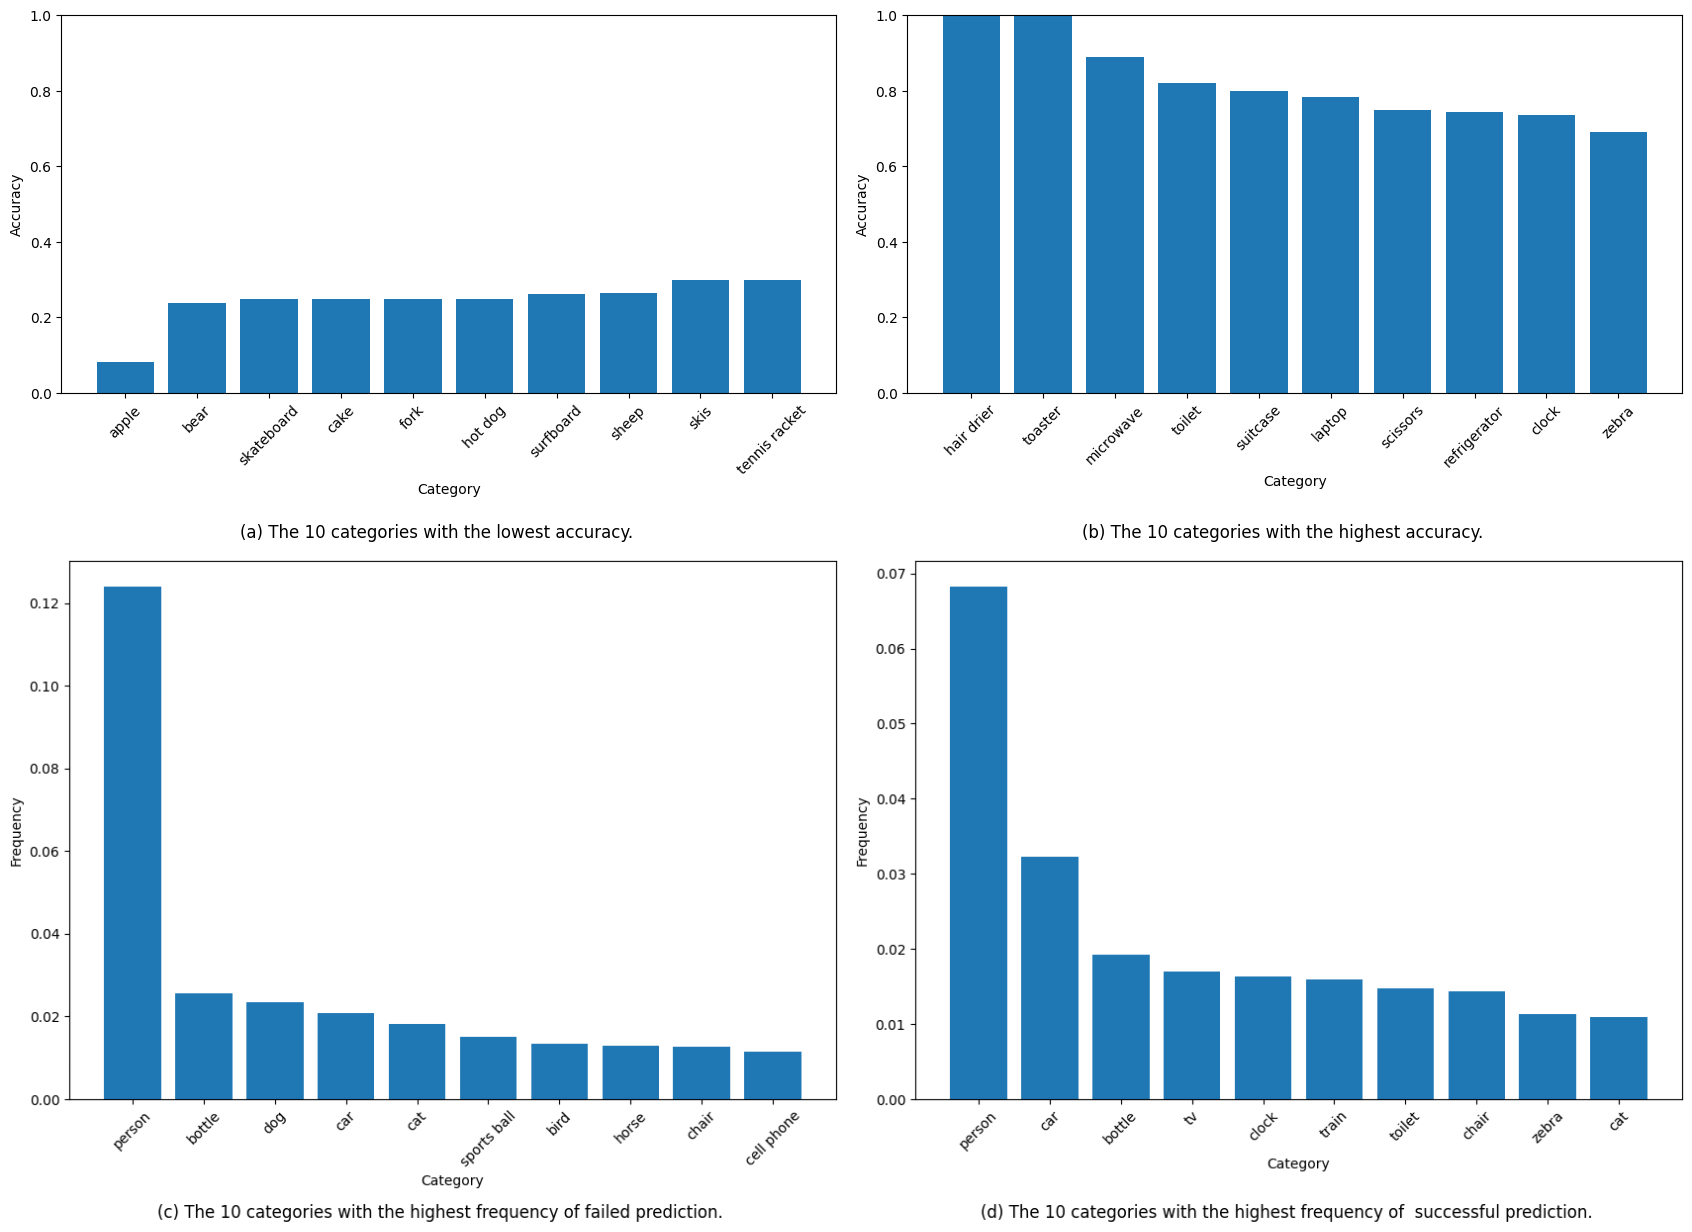 1.0
0.8
0.6
0.4
0.2
0.0
Accuracy
apple
bear
skateboard
cake
fork
hot dog
surfboard
sheep
skis
tennis racket
Category
(a) The 10 categories with the lowest accuracy.
1.0
0.8
0.6
0.4
0.2
0.0
Accuracy
hair drier
toaster
microwave
toilet
suitcase
laptop
scissors
refrigerator
clock
zebra
Category
(b) The 10 categories with the highest accuracy.
0.12
0.10
0.08
0.06
0.04
0.02
0.00
Frequency
person
bottle
dog
car
cat
sports ball
bird
horse
chair
cell phone
Category
(c) The 10 categories with the highest frequency of failed prediction.
0.07
0.06
0.05
0.04
0.03
0.02
0.01
0.00
Frequency
person
car
bottle
tv
clock
train
toilet
chair
zebra
cat
Category
(d) The 10 categories with the highest frequency of  successful prediction.